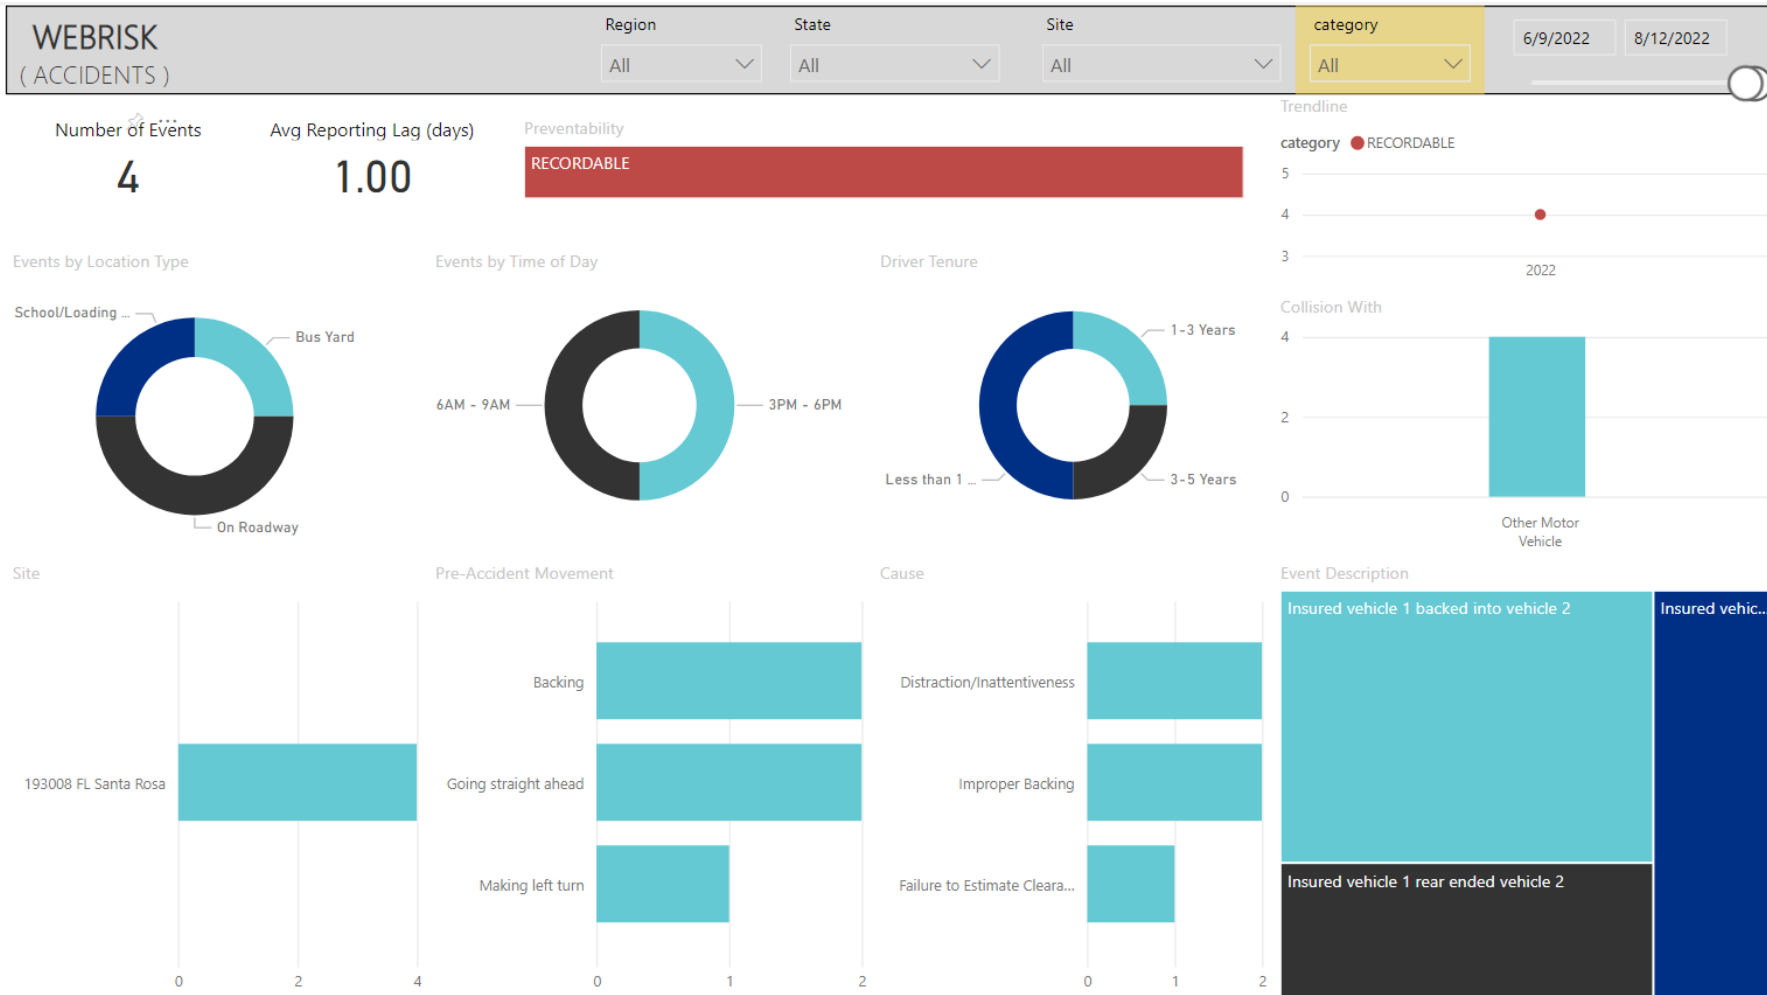 WEBRISK
( ACCIDENTS )
Region
All
State
All
Site
All
category
All
6/9/2022
8/12/2022
Number of Events
4
Avg Reporting Lag (days)
1.00
Preventability
RECORDABLE
Trendline
category RECORDABLE
5
4
3
2022
Events by Location Type
School/Loading ...
Bus Yard
On Roadway
Events by Time of Day
6AM - 9AM
3PM - 6PM
Driver Tenure
1-3 Years
Less than 1 ...
3-5 Years
Collision With
4
2
0
Other Motor
Vehicle
Site
193008 FL Santa Rosa
0 2 4
Pre-Accident Movement
Backing
Going straight ahead
Making left turn
0 1 2
Cause
Distraction/Inattentiveness
Improper Backing
Failure to Estimate Cleara...
0 1 2
Event Description
Insured vehicle 1 backed into vehicle 2
Insured vehic...
Insured vehicle 1 rear ended vehicle 2